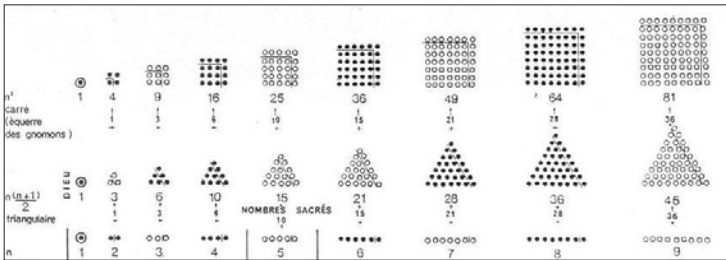 n² 1 4 9 16 25 36 49 64 81
carré
(équerre 1 3 6 10 15 21 28 36
des gnomons)
DIEU
n(n+1)/2 1 3 6 10 15 21 28 36 45
NOMBRES SACRÉS
triangulaire 1 3 6 10 15 21 28 36
n 1 2 3 4 5 6 7 8 9